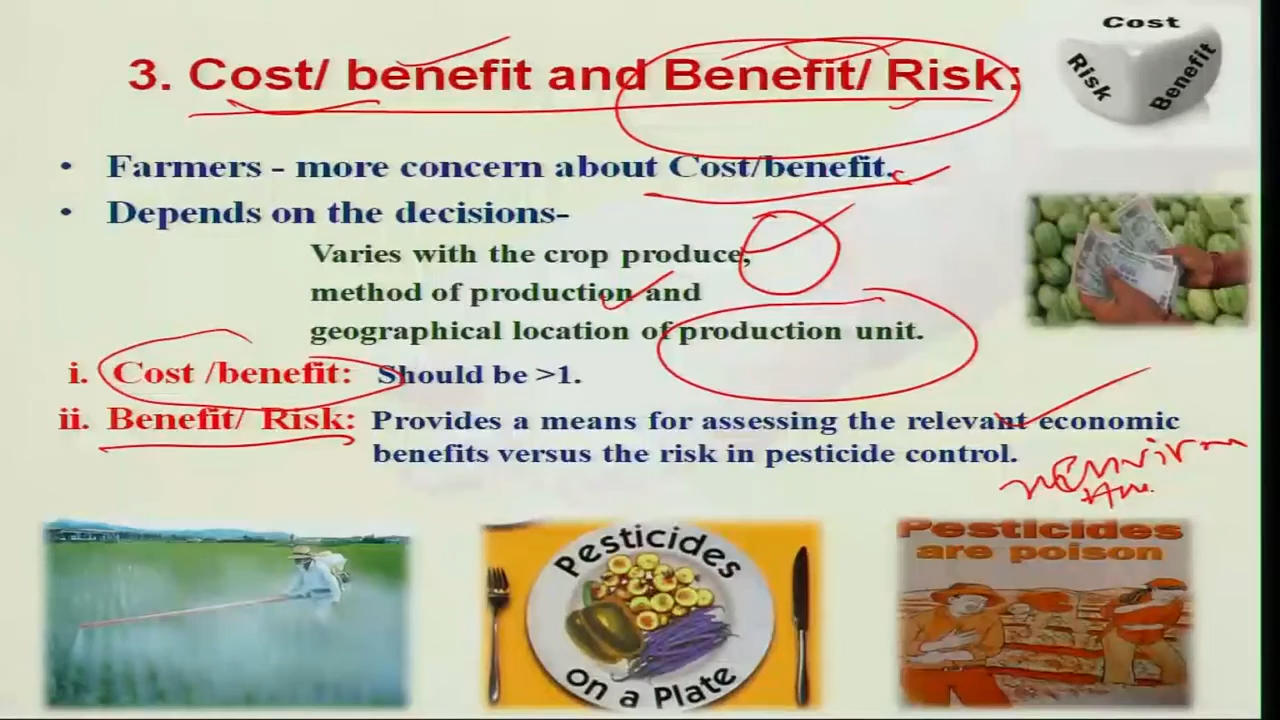 Cost
Risk
Benefit
3. Cost/ benefit and Benefit/ Risk:
• Farmers - more concern about Cost/benefit.
• Depends on the decisions-
Varies with the crop produce,
method of production and
geographical location of production unit.
i. Cost /benefit: Should be >1.
ii. Benefit/ Risk: Provides a means for assessing the relevant economic
benefits versus the risk in pesticide control.
Pesticides
on a Plate
Pesticides
are poison